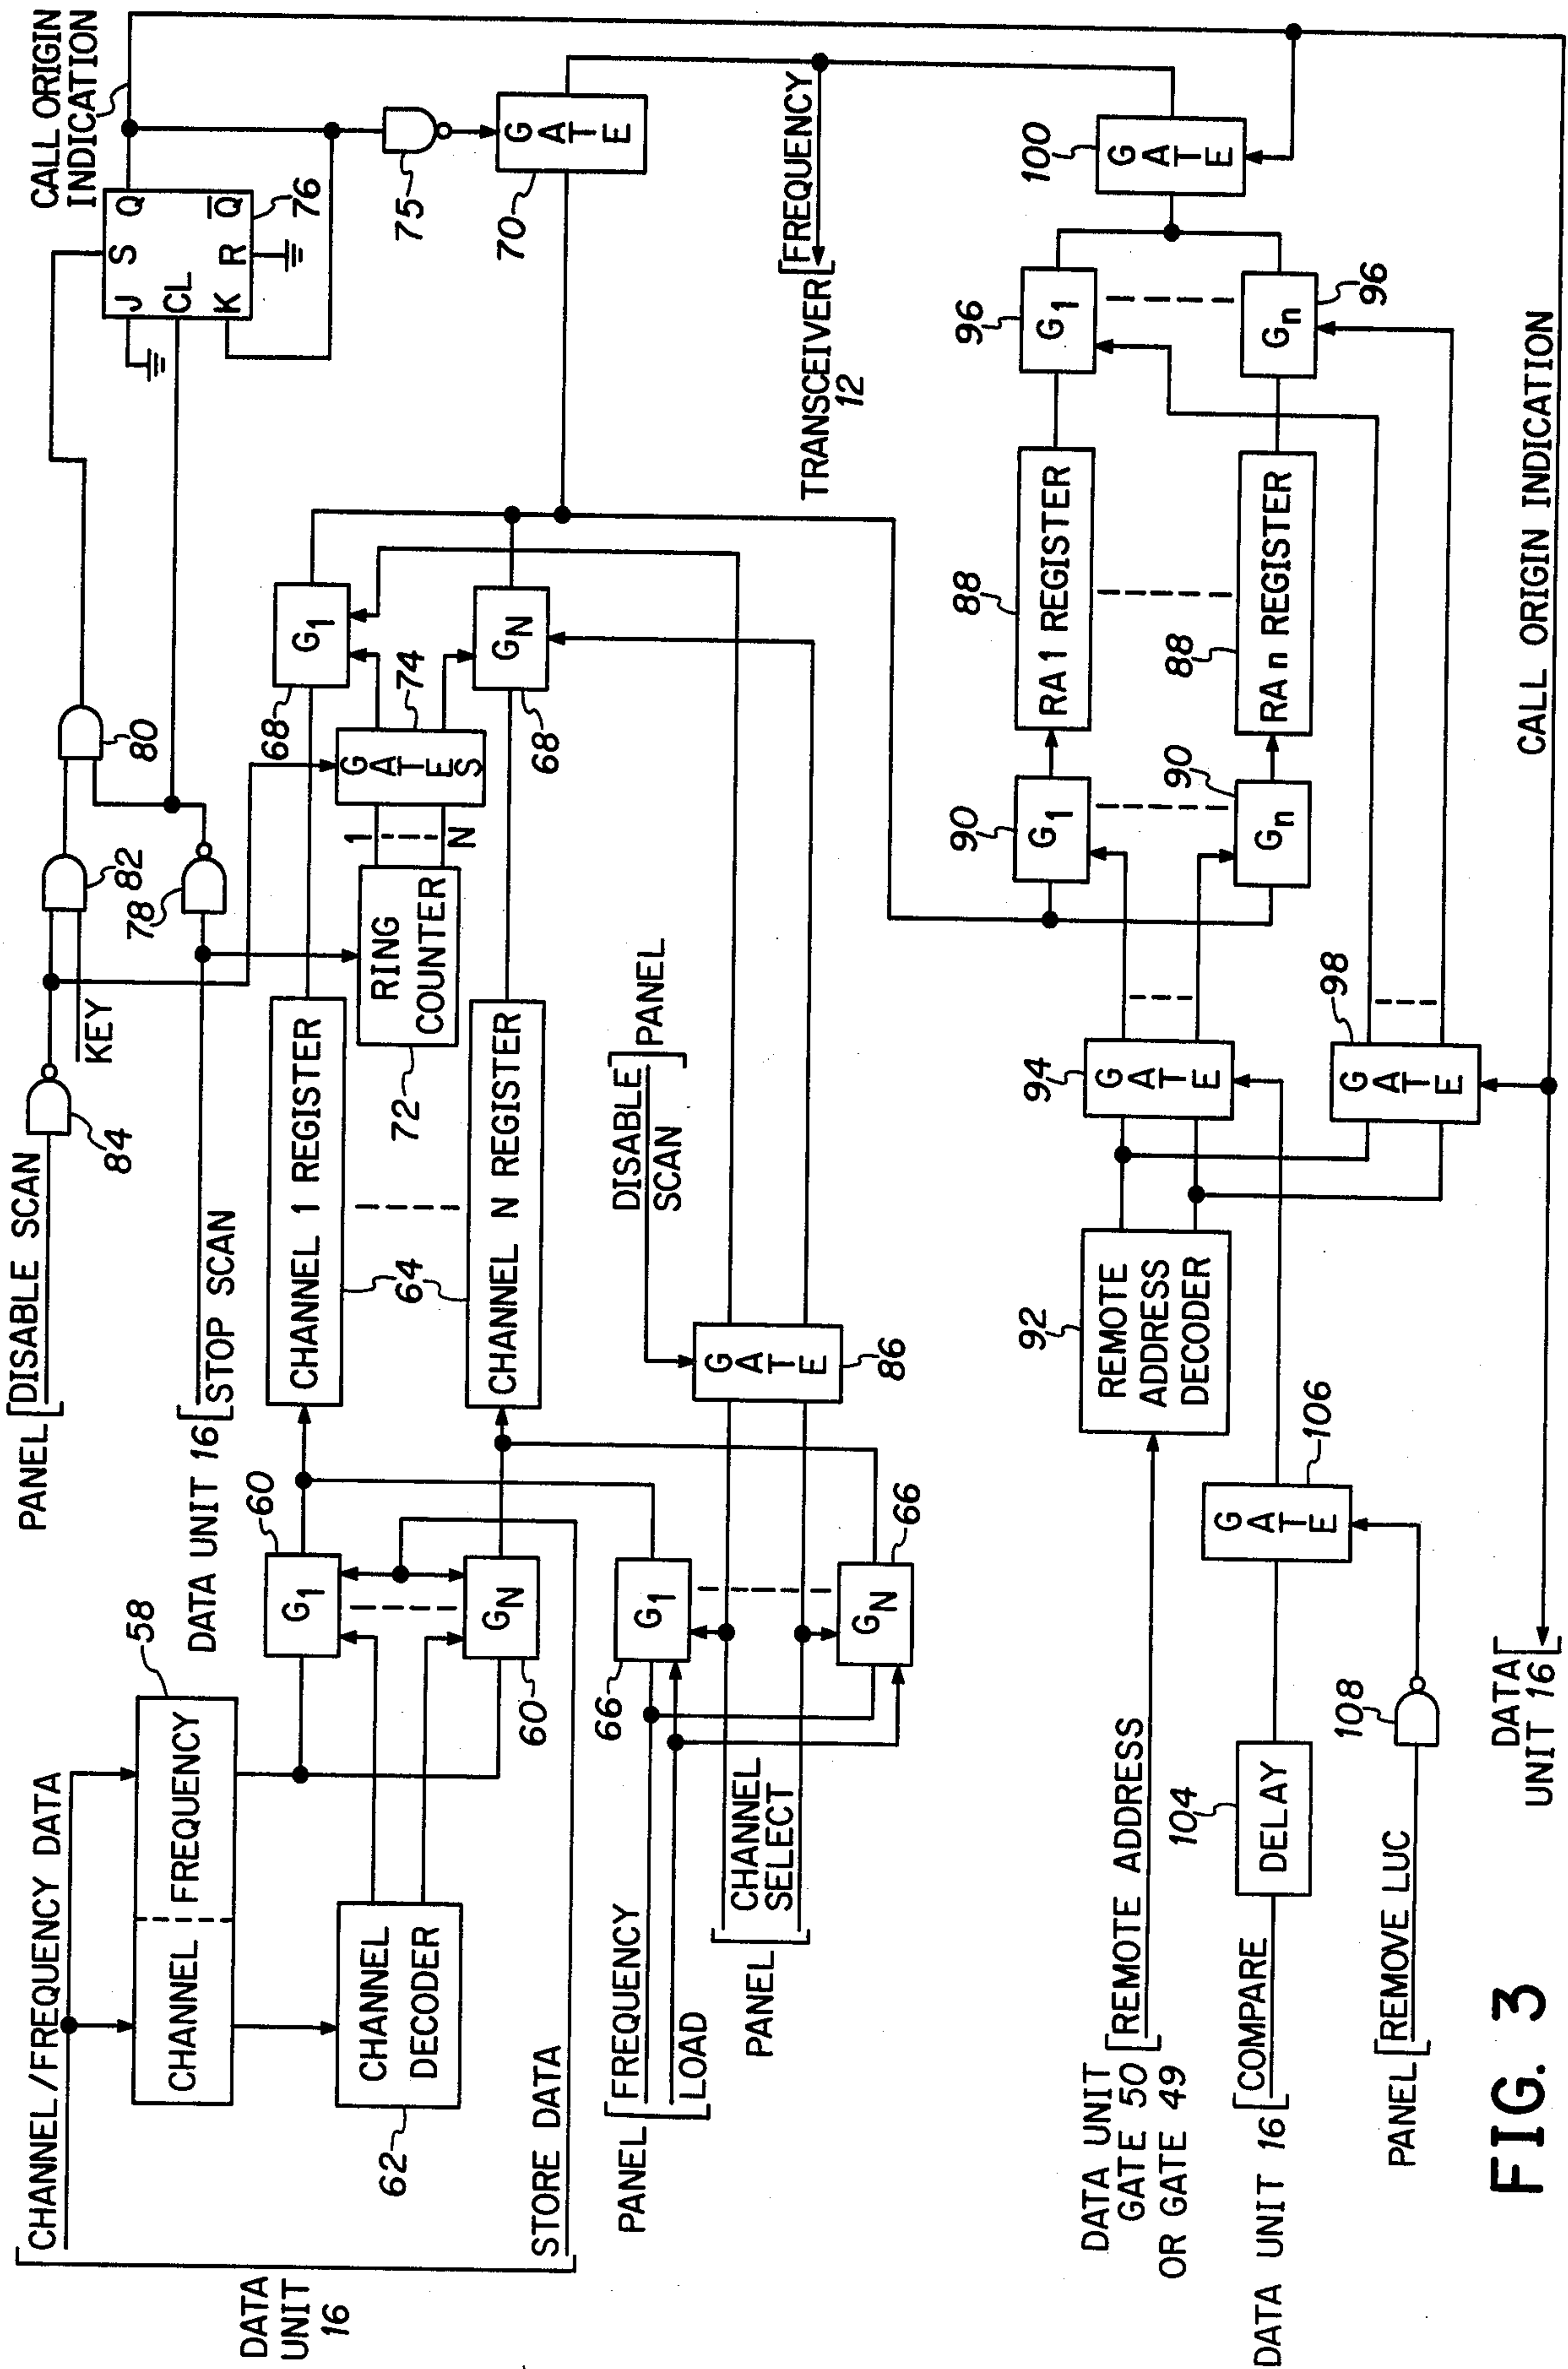 CHANNEL/FREQUENCY DATA
58
CHANNEL
FREQUENCY
CHANNEL
DECODER
62
STORE DATA
DATA
UNIT
16
60
G1
GN
60
PANEL
DISABLE SCAN
84
KEY
82
80
DATA UNIT 16
STOP SCAN
78
CHANNEL 1 REGISTER
64
CHANNEL N REGISTER
RING
COUNTER
72
1
N
GATES
74
68
G1
GN
68
J
S
Q
CL
K
R
Q
76
CALL ORIGIN
INDICATION
75
GATE
70
PANEL
FREQUENCY
LOAD
66
G1
GN
66
PANEL
CHANNEL
SELECT
DISABLE
SCAN
PANEL
GATE
86
TRANSCEIVER
12
FREQUENCY
DATA UNIT
GATE 50
OR GATE 49
REMOTE ADDRESS
92
REMOTE
ADDRESS
DECODER
94
GATE
98
GATE
90
G1
90
Gn
88
RA 1 REGISTER
88
RA n REGISTER
96
G1
Gn
96
100
GATE
DATA UNIT 16
COMPARE
104
DELAY
GATE
106
PANEL
REMOVE LUC
108
DATA
UNIT 16
CALL ORIGIN INDICATION
FIG. 3